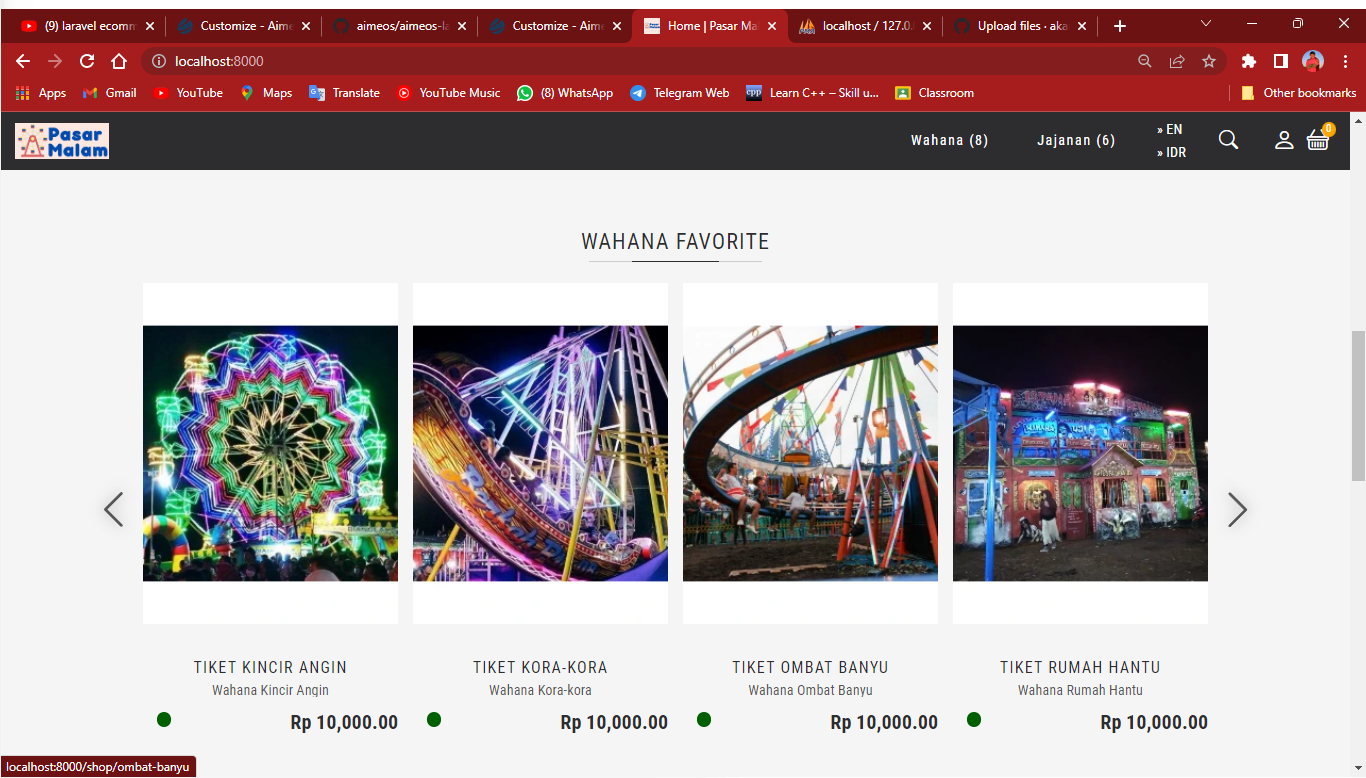 (9) laravel ecomm
Customize - Aime
aimeos/aimeos-la
Customize - Aime
Home | Pasar Ma
localhost / 127.0.
Upload files · aka
localhost:8000
Apps
Gmail
YouTube
Maps
Translate
YouTube Music
(8) WhatsApp
Telegram Web
Learn C++ – Skill u...
Classroom
Other bookmarks
Pasar
Malam
Wahana (8)
Jajanan (6)
» EN
» IDR
0
WAHANA FAVORITE
TIKET KINCIR ANGIN
Wahana Kincir Angin
Rp 10,000.00
TIKET KORA-KORA
Wahana Kora-kora
Rp 10,000.00
TIKET OMBAT BANYU
Wahana Ombat Banyu
Rp 10,000.00
TIKET RUMAH HANTU
Wahana Rumah Hantu
Rp 10,000.00
localhost:8000/shop/ombat-banyu